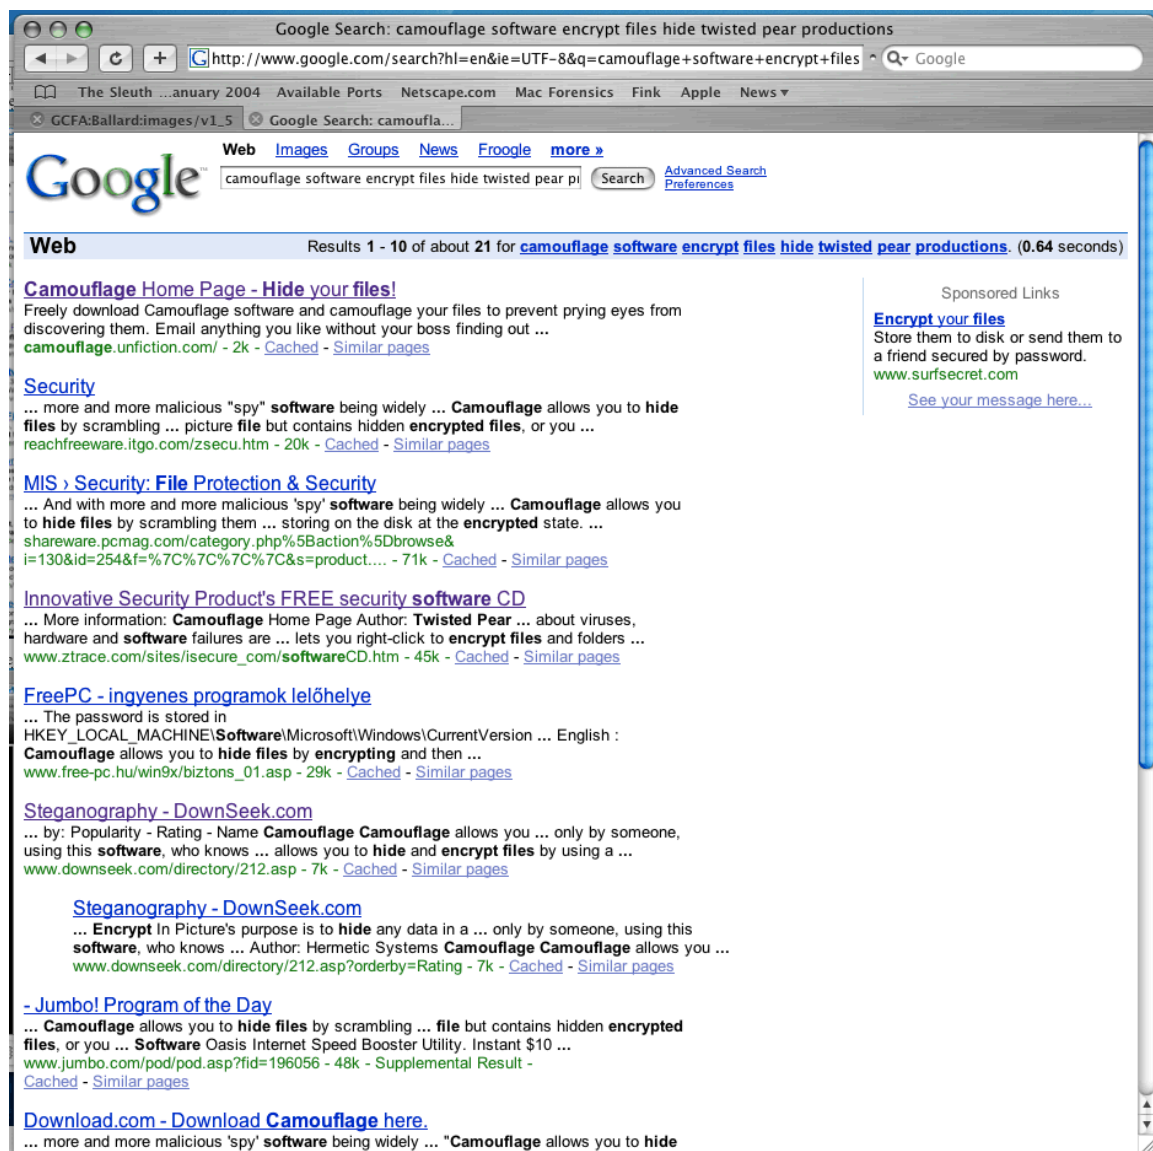 Google Search: camouflage software encrypt files hide twisted pear productions
http://www.google.com/search?hl=en&ie=UTF-8&q=camouflage+software+encrypt+files
Google
The Sleuth ...anuary 2004 Available Ports Netscape.com Mac Forensics Fink Apple News
GCFA:Ballard:images/v1_5 Google Search: camoufla...
Web Images Groups News Froogle more »
Google™
camouflage software encrypt files hide twisted pear Search
Advanced Search
Preferences
Web Results 1 - 10 of about 21 for camouflage software encrypt files hide twisted pear productions. (0.64 seconds)
Camouflage Home Page - Hide your files!
Freely download Camouflage software and camouflage your files to prevent prying eyes from
discovering them. Email anything you like without your boss finding out ...
camouflage.unfiction.com/ - 2k - Cached - Similar pages
Sponsored Links
Encrypt your files
Store them to disk or send them to
a friend secured by password.
www.surfsecret.com
See your message here...
Security
... more and more malicious "spy" software being widely ... Camouflage allows you to hide
files by scrambling ... picture file but contains hidden encrypted files, or you ...
reachfreeware.itgo.com/zsecu.htm - 20k - Cached - Similar pages
MIS › Security: File Protection & Security
... And with more and more malicious 'spy' software being widely ... Camouflage allows you
to hide files by scrambling them ... storing on the disk at the encrypted state. ...
shareware.pcmag.com/category.php%5Baction%5Dbrowse&
i=130&id=254&f=%7C%7C%7C%7C&s=product.... - 71k - Cached - Similar pages
Innovative Security Product's FREE security software CD
... More information: Camouflage Home Page Author: Twisted Pear ... about viruses,
hardware and software failures are ... lets you right-click to encrypt files and folders ...
www.ztrace.com/sites/isecure_com/softwareCD.htm - 45k - Cached - Similar pages
FreePC - ingyenes programok lelőhelye
... The password is stored in
HKEY_LOCAL_MACHINE\Software\Microsoft\Windows\CurrentVersion ... English :
Camouflage allows you to hide files by encrypting and then ...
www.free-pc.hu/win9x/biztons_01.asp - 29k - Cached - Similar pages
Steganography - DownSeek.com
... by: Popularity - Rating - Name Camouflage Camouflage allows you ... only by someone,
using this software, who knows ... allows you to hide and encrypt files by using a ...
www.downseek.com/directory/212.asp - 7k - Cached - Similar pages
Steganography - DownSeek.com
... Encrypt In Picture's purpose is to hide any data in a ... only by someone, using this
software, who knows ... Author: Hermetic Systems Camouflage Camouflage allows you ...
www.downseek.com/directory/212.asp?orderby=Rating - 7k - Cached - Similar pages
- Jumbo! Program of the Day
... Camouflage allows you to hide files by scrambling ... file but contains hidden encrypted
files, or you ... Software Oasis Internet Speed Booster Utility. Instant $10 ...
www.jumbo.com/pod/pod.asp?fid=196056 - 48k - Supplemental Result -
Cached - Similar pages
Download.com - Download Camouflage here.
... more and more malicious 'spy' software being widely ... "Camouflage allows you to hide